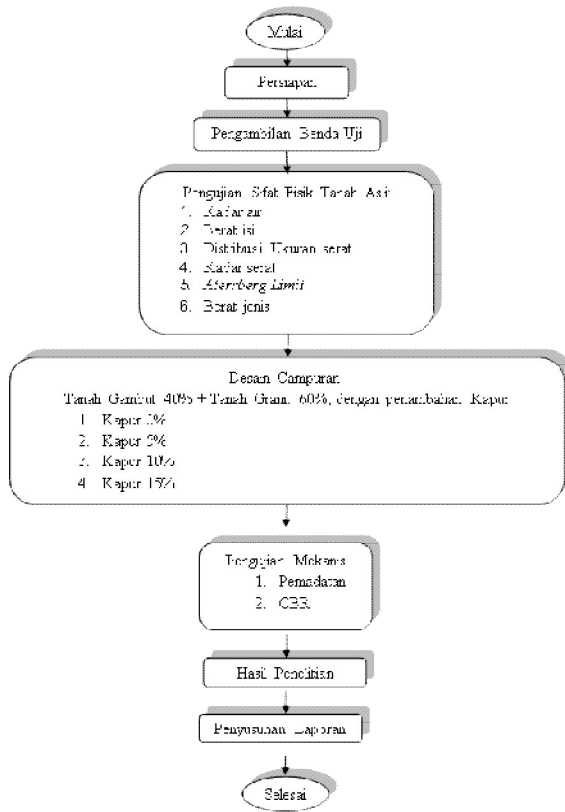 Mulai
Persiapan
Pengambilan Benda Uji
Pengujian Sifat Fisik Tanah Asli
1. Kadar air
2. Berat isi
3. Distribusi Ukuran serat
4. Kadar serat
5. Aterrberg Limit
6. Berat jenis
Desain Campuran
Tanah Gambut 40% + Tanah Granit 60%, dengan penambahan Kapur
1. Kapur 0%
2. Kapur 5%
3. Kapur 10%
4. Kapur 15%
Pengujian Mekanis
1. Pemadatan
2. CBR
Hasil Penelitian
Penyusunan Laporan
Selesai